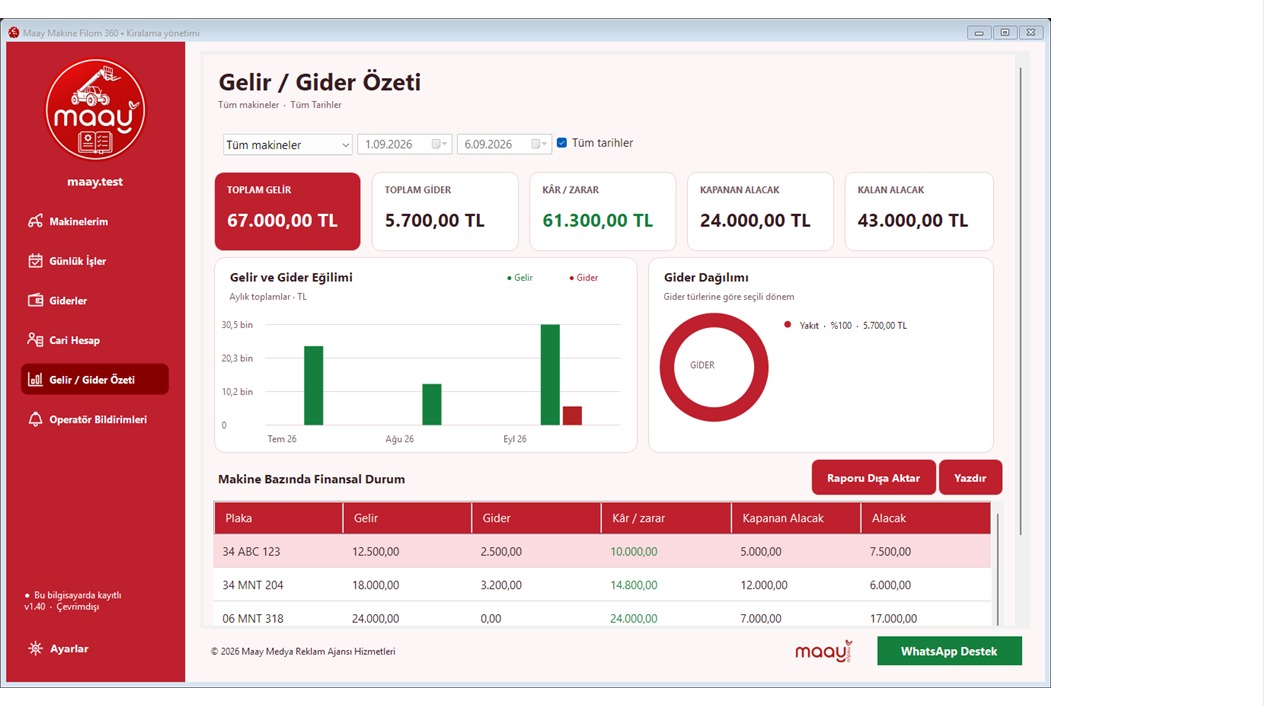 Maay Makine Filom 360 • Kiralama yönetimi
maay
maay.test
Makinelerim
Günlük İşler
Giderler
Cari Hesap
Gelir / Gider Özeti
Operatör Bildirimleri
● Bu bilgisayarda kayıtlı
v1.40 · Çevrimdışı
Ayarlar
Gelir / Gider Özeti
Tüm makineler · Tüm Tarihler
Tüm makineler 1.09.2026 6.09.2026 Tüm tarihler
TOPLAM GELİR
67.000,00 TL
TOPLAM GİDER
5.700,00 TL
KÂR / ZARAR
61.300,00 TL
KAPANAN ALACAK
24.000,00 TL
KALAN ALACAK
43.000,00 TL
Gelir ve Gider Eğilimi
● Gelir ● Gider
Aylık toplamlar · TL
30,5 bin
20,3 bin
10,2 bin
0
Tem 26 Ağu 26 Eyl 26
Gider Dağılımı
Gider türlerine göre seçili dönem
GİDER
● Yakıt · %100 · 5.700,00 TL
Makine Bazında Finansal Durum
Raporu Dışa Aktar Yazdır
Plaka Gelir Gider Kâr / zarar Kapanan Alacak Alacak
34 ABC 123 12.500,00 2.500,00 10.000,00 5.000,00 7.500,00
34 MNT 204 18.000,00 3.200,00 14.800,00 12.000,00 6.000,00
06 MNT 318 24.000,00 0,00 24.000,00 7.000,00 17.000,00
© 2026 Maay Medya Reklam Ajansı Hizmetleri
maay
WhatsApp Destek